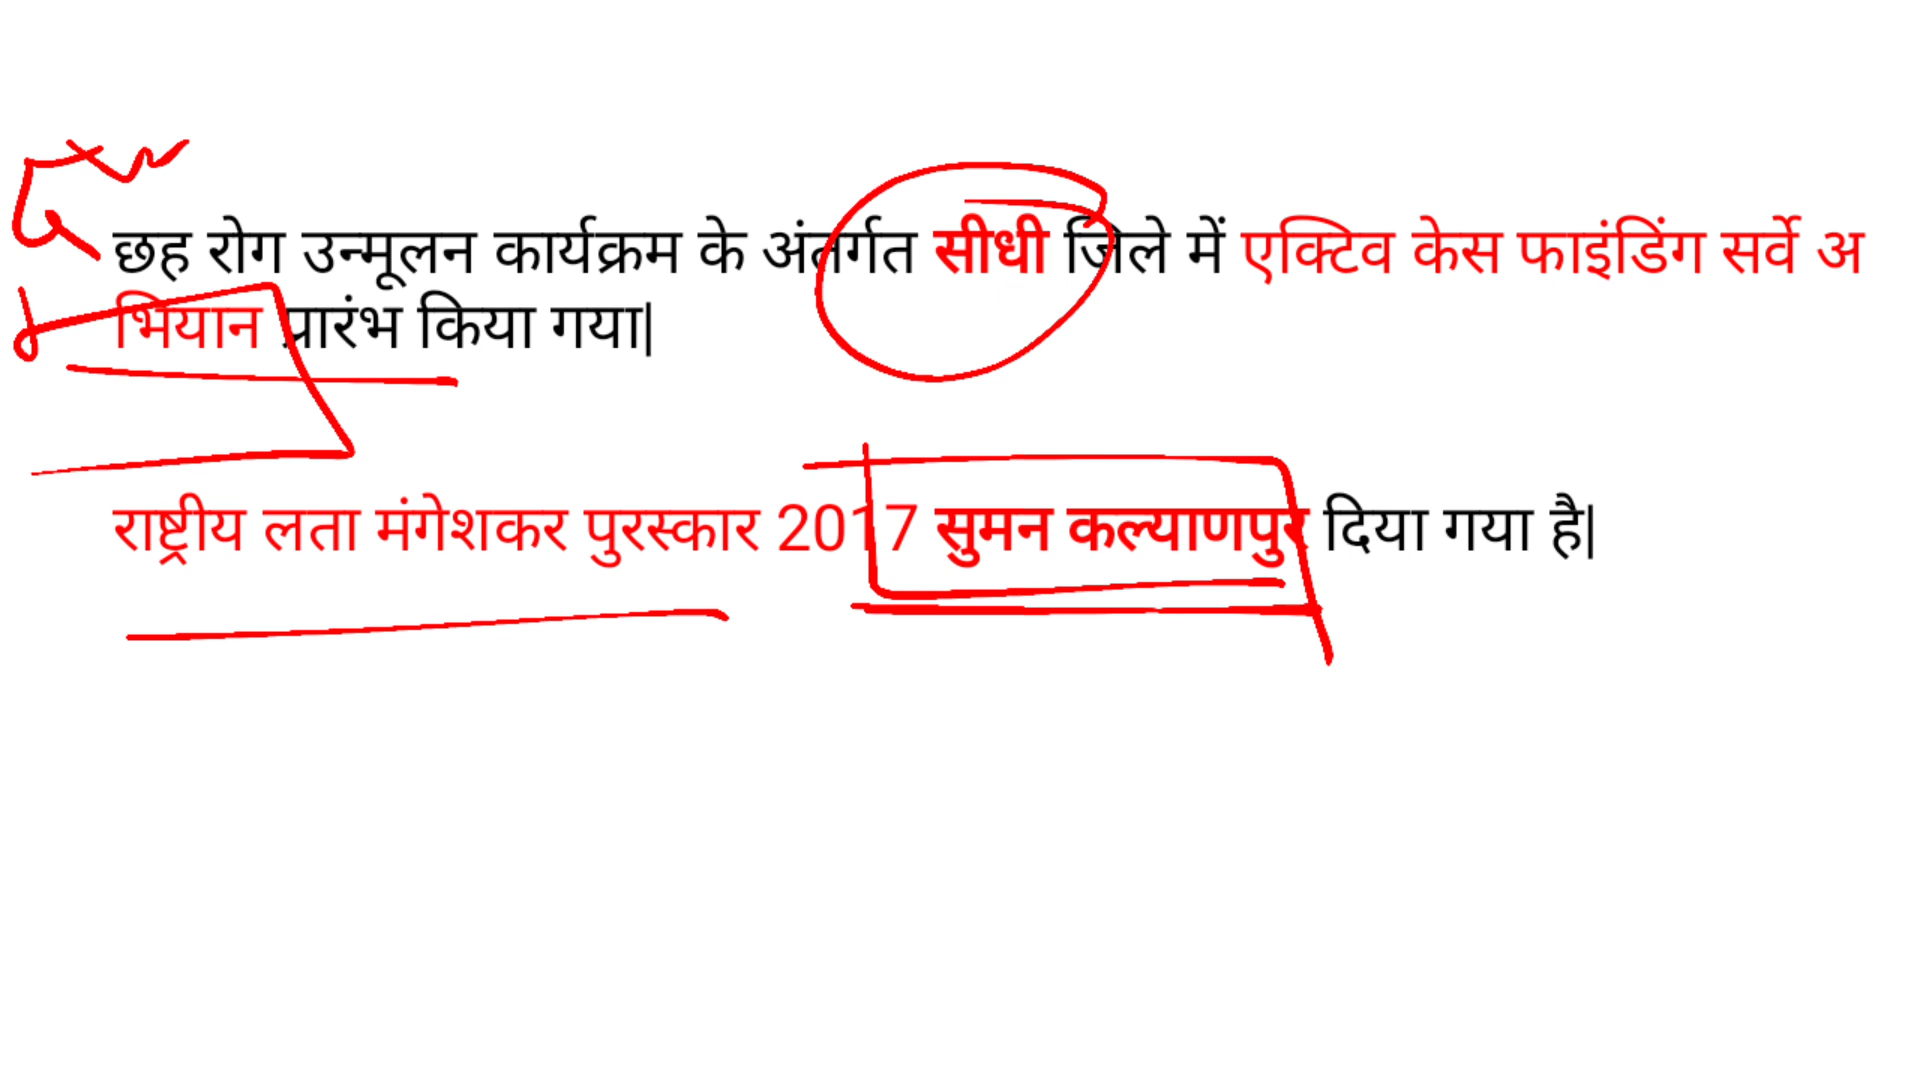 छह रोग उन्मूलन कार्यक्रम के अंतर्गत सीधी जिले में एक्टिव केस फाइंडिंग सर्वे अ
भियान प्रारंभ किया गया|
राष्ट्रीय लता मंगेशकर पुरस्कार 2017 सुमन कल्याणपुर दिया गया है|